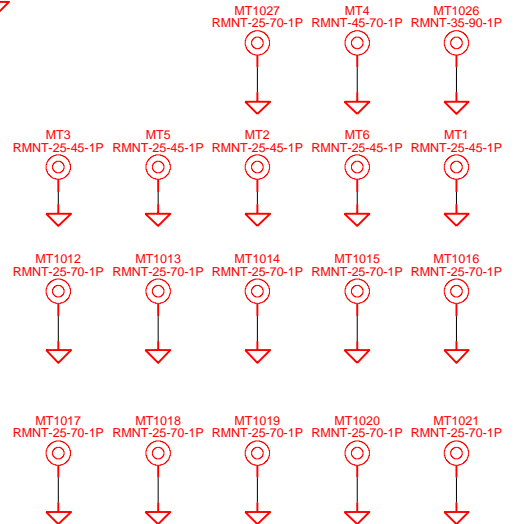 MT1027 MT4 MT1026
RMNT-25-70-1P RMNT-45-70-1P RMNT-35-90-1P
MT3 MT5 MT2 MT6 MT1
RMNT-25-45-1P RMNT-25-45-1P RMNT-25-45-1P RMNT-25-45-1P RMNT-25-45-1P
MT1012 MT1013 MT1014 MT1015 MT1016
RMNT-25-70-1P RMNT-25-70-1P RMNT-25-70-1P RMNT-25-70-1P RMNT-25-70-1P
MT1017 MT1018 MT1019 MT1020 MT1021
RMNT-25-70-1P RMNT-25-70-1P RMNT-25-70-1P RMNT-25-70-1P RMNT-25-70-1P